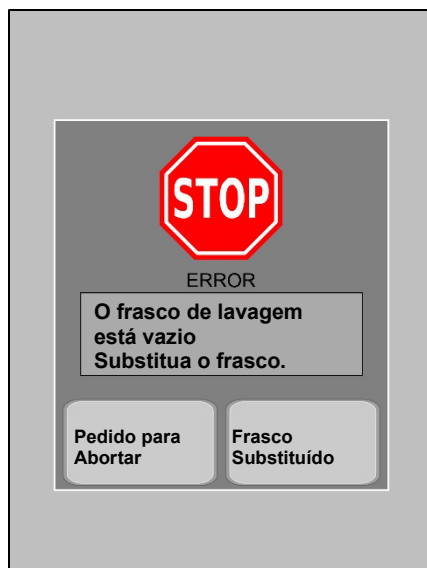 STOP
ERROR
O frasco de lavagem
está vazio
Substitua o frasco.
Pedido para
Abortar
Frasco
Substituído